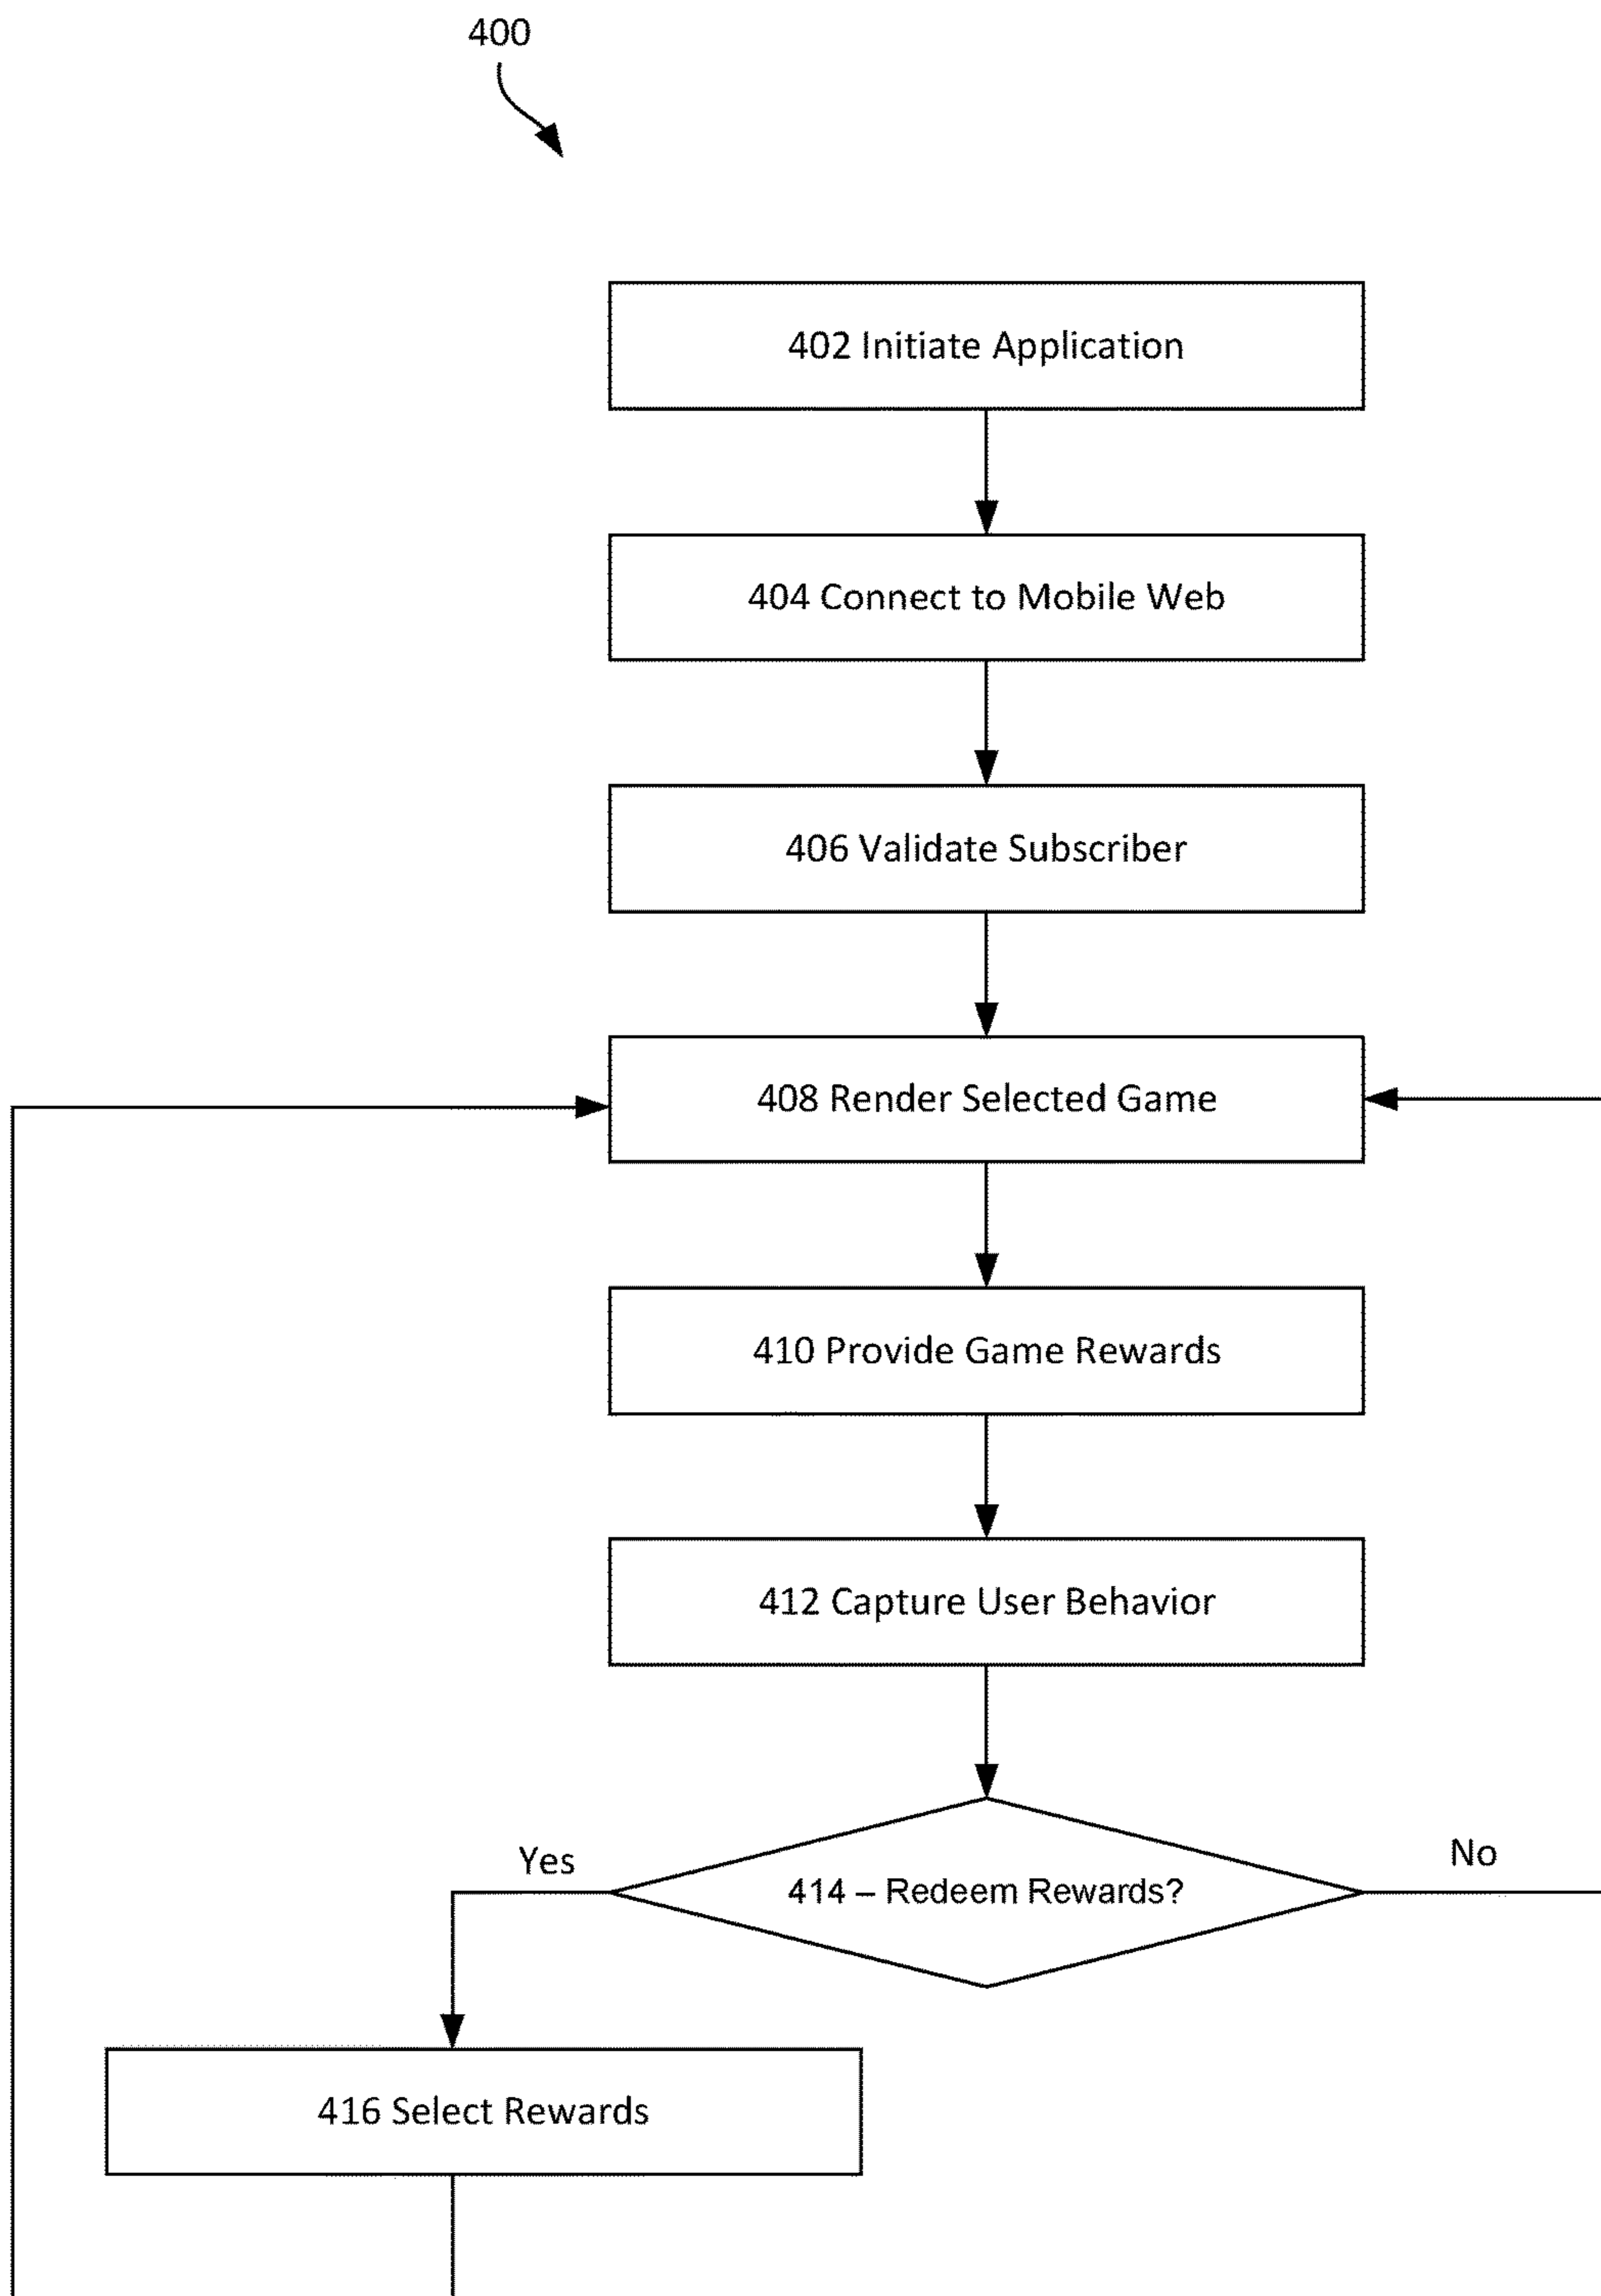 400
402 Initiate Application
404 Connect to Mobile Web
406 Validate Subscriber
408 Render Selected Game
410 Provide Game Rewards
412 Capture User Behavior
Yes
414 – Redeem Rewards?
No
416 Select Rewards